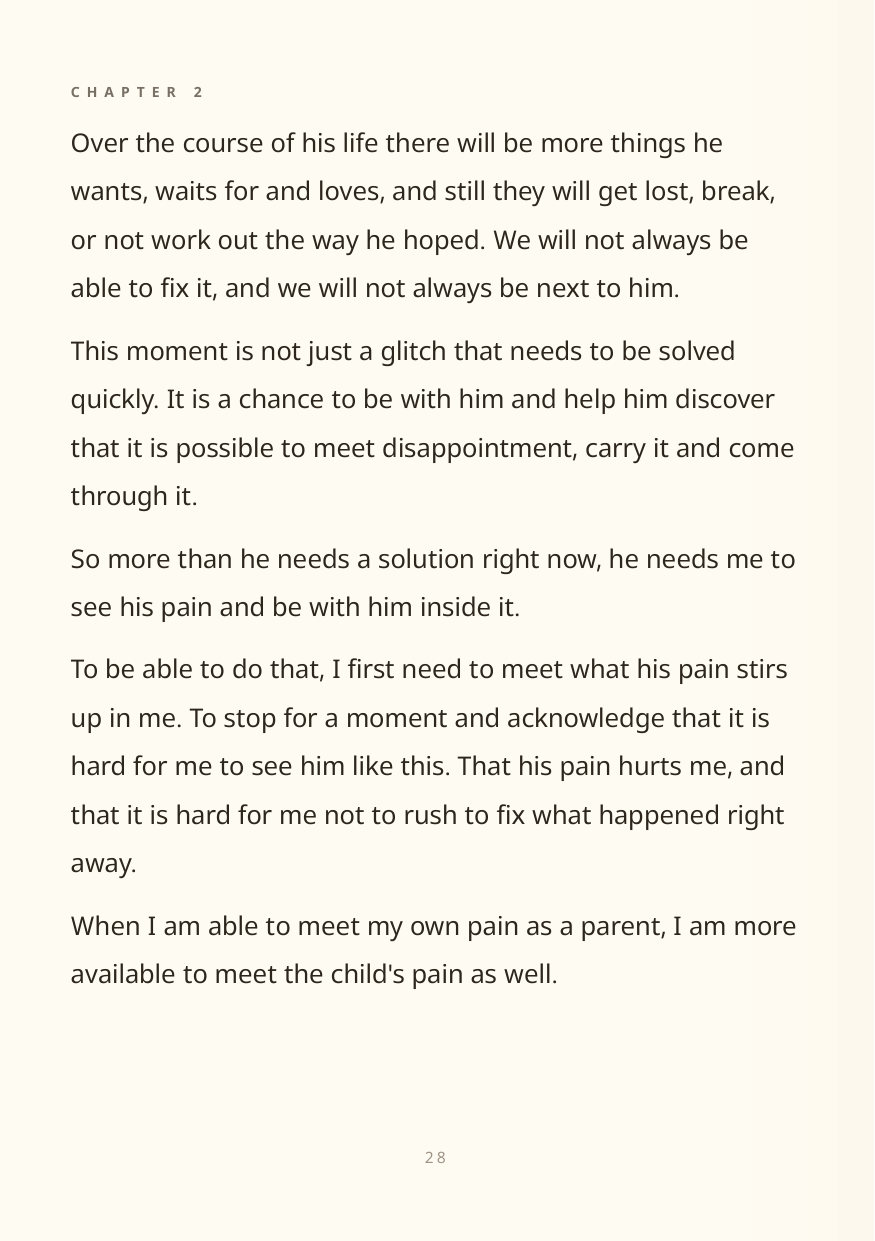 CHAPTER 2
Over the course of his life there will be more things he
wants, waits for and loves, and still they will get lost, break,
or not work out the way he hoped. We will not always be
able to fix it, and we will not always be next to him.
This moment is not just a glitch that needs to be solved
quickly. It is a chance to be with him and help him discover
that it is possible to meet disappointment, carry it and come
through it.
So more than he needs a solution right now, he needs me to
see his pain and be with him inside it.
To be able to do that, I first need to meet what his pain stirs
up in me. To stop for a moment and acknowledge that it is
hard for me to see him like this. That his pain hurts me, and
that it is hard for me not to rush to fix what happened right
away.
When I am able to meet my own pain as a parent, I am more
available to meet the child's pain as well.
28